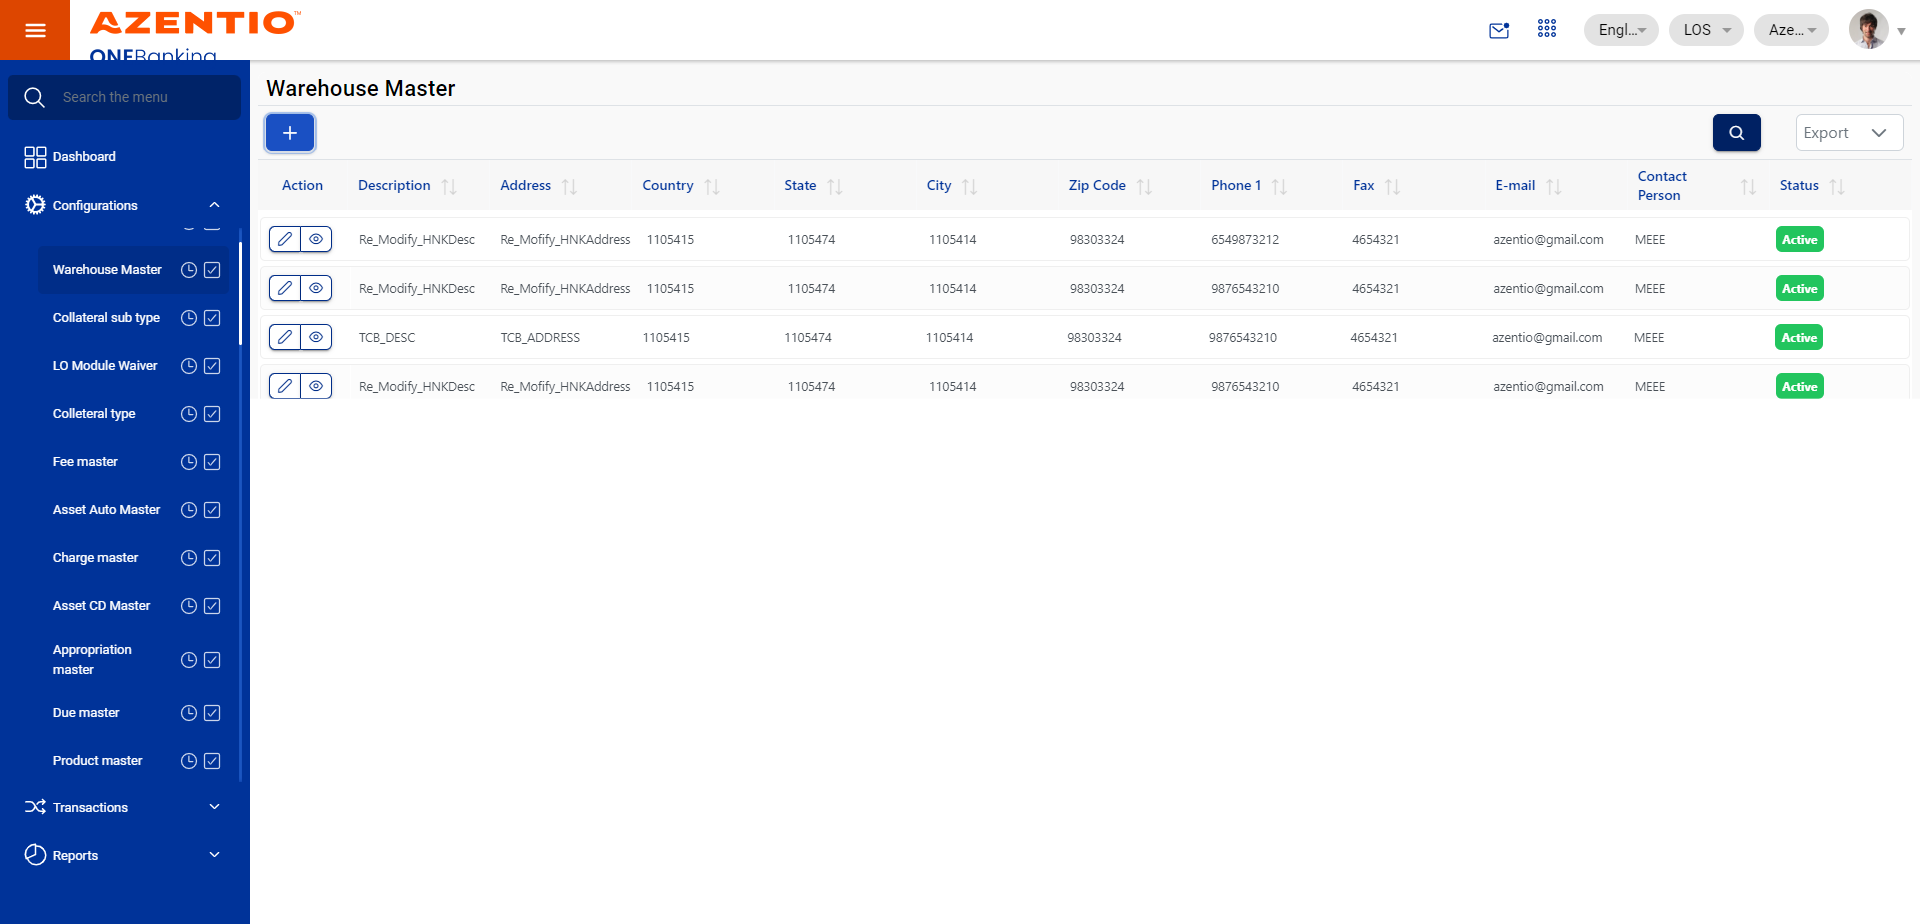 AZENTIO™
ONEBanking
Engl...
LOS
Aze...
Search the menu
Dashboard
Configurations
Warehouse Master
Collateral sub type
LO Module Waiver
Colleteral type
Fee master
Asset Auto Master
Charge master
Asset CD Master
Appropriation
master
Due master
Product master
Transactions
Reports
Warehouse Master
Export
Action Description Address Country State City Zip Code Phone 1 Fax E-mail Contact Person Status
Re_Modify_HNKDesc Re_Mofify_HNKAddress 1105415 1105474 1105414 98303324 6549873212 4654321 azentio@gmail.com MEEE Active
Re_Modify_HNKDesc Re_Mofify_HNKAddress 1105415 1105474 1105414 98303324 9876543210 4654321 azentio@gmail.com MEEE Active
TCB_DESC TCB_ADDRESS 1105415 1105474 1105414 98303324 9876543210 4654321 azentio@gmail.com MEEE Active
Re_Modify_HNKDesc Re_Mofify_HNKAddress 1105415 1105474 1105414 98303324 9876543210 4654321 azentio@gmail.com MEEE Active